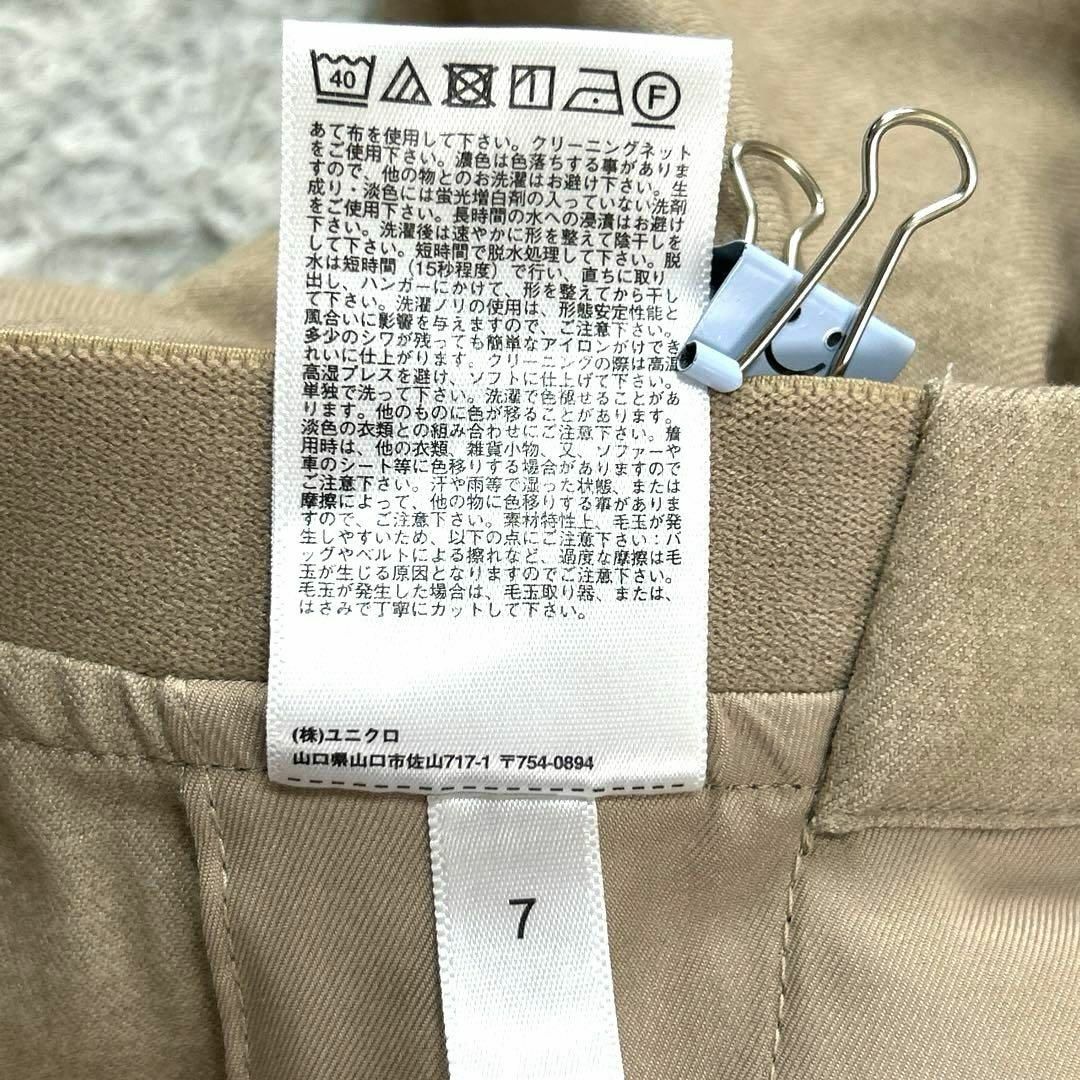 40
F
あて布を使用して下さい。クリーニングネット
をご使用下さい。濃色は色落ちする事がありま
すので、他の物とのお洗濯はお避け下さい。生
成り・淡色には蛍光増白剤の入っていない洗剤
をご使用下さい。長時間の水への浸漬はお避け
下さい。洗濯後は速やかに形を整えて陰干しを
して下さい。短時間で脱水処理して下さい。脱
水は短時間(15秒程度)で行い、直ちに取り
出し、ハンガーにかけて、形を整えてから干し
て下さい。洗濯ノリの使用は、形態安定性能と
風合いに影響を与えますので、ご注意下さい。
多少のシワが残っても簡単なアイロンがけでき
れいに仕上がります。クリーニングの際は高温
高湿プレスを避け、ソフトに仕上げて下さい。
単独で洗って下さい。洗濯で色褪せることがあ
ります。他のものに色が移ることがあります。
淡色の衣類との組み合わせにご注意下さい。着
用時は、他の衣類、雑貨小物、又、ソファーや
車のシート等に色移りする場合がありますので
ご注意下さい。汗や雨等で湿った状態、または
摩擦によって、他の物に色移りする事がありま
すので、ご注意下さい。素材特性上、毛玉が発
生しやすいため、以下の点にご注意下さい:バ
ッグやベルトによる擦れなど、過度な摩擦は毛
玉が生じる原因となりますのでご注意下さい。
毛玉が発生した場合は、毛玉取り器、または、
はさみで丁寧にカットして下さい。
(株)ユニクロ
山口県山口市佐山717-1 〒754-0894
7